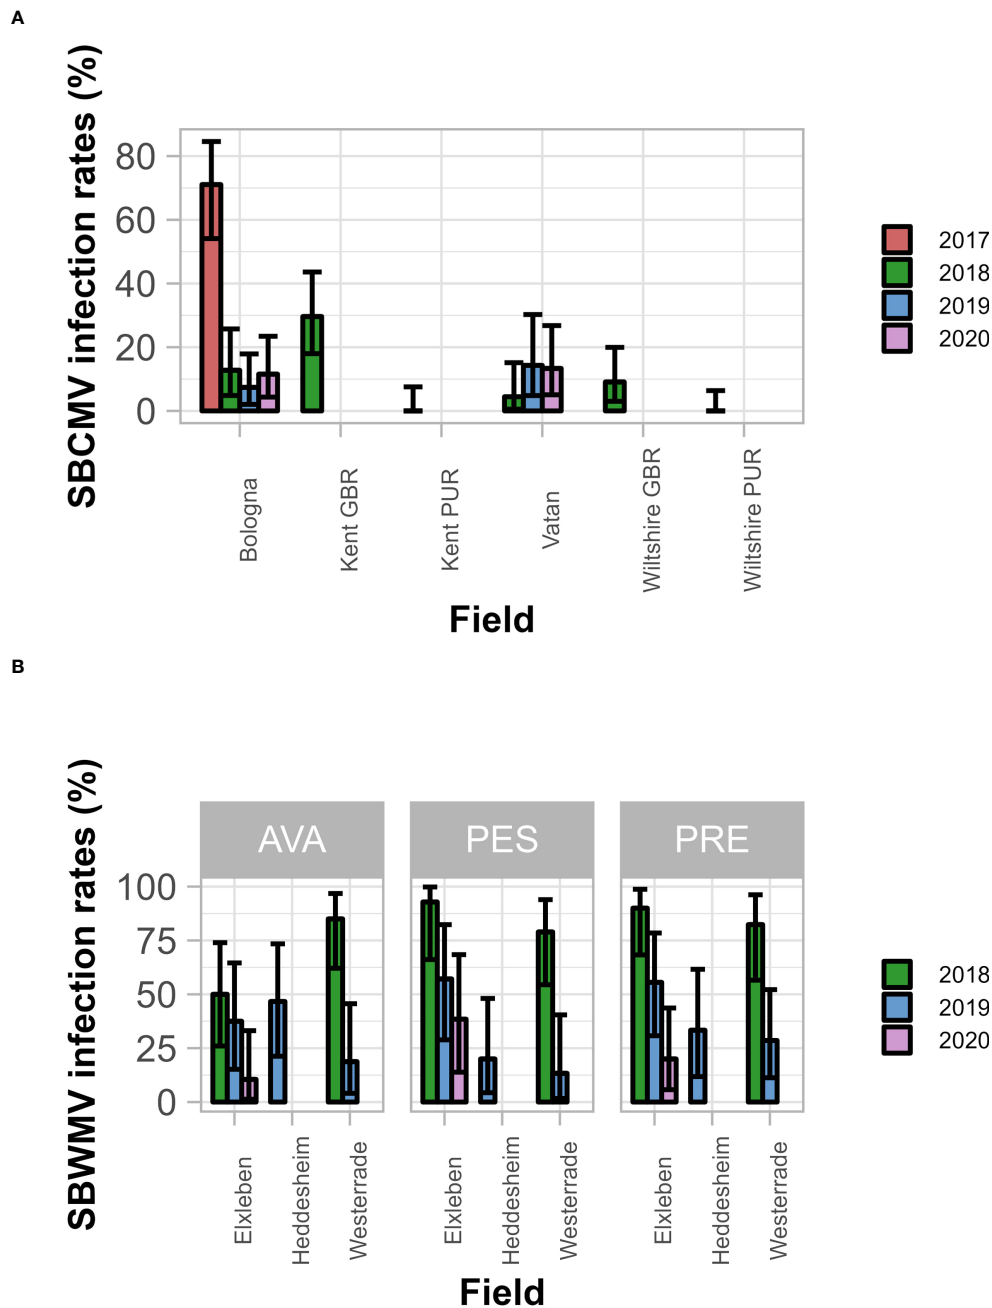 A
SBCMV infection rates (%)
80
60
40
20
0
Bologna
Kent GBR
Kent PUR
Vatan
Wiltshire GBR
Wiltshire PUR
Field
2017
2018
2019
2020
B
SBWMV infection rates (%)
AVA
PES
PRE
100
75
50
25
0
Elxleben
Heddesheim
Westerrade
Elxleben
Heddesheim
Westerrade
Elxleben
Heddesheim
Westerrade
Field
2018
2019
2020